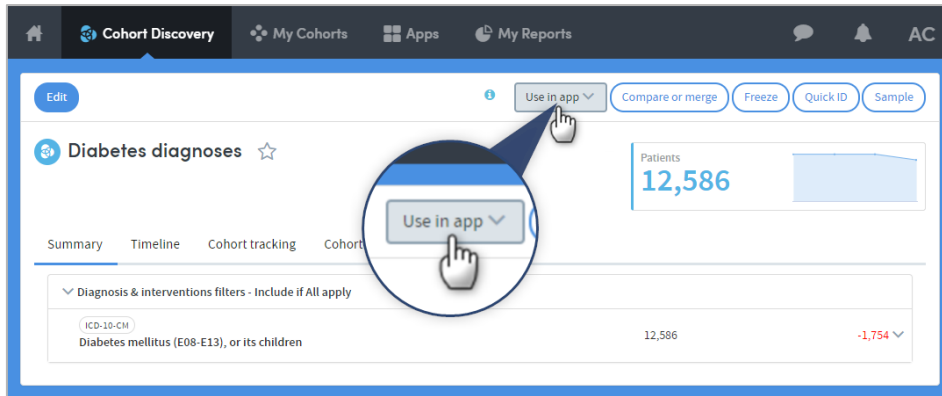 Cohort Discovery My Cohorts Apps My Reports AC
Edit Use in app Compare or merge Freeze Quick ID Sample
Diabetes diagnoses
Patients
12,586
Use in app
Summary Timeline Cohort tracking Cohort
Diagnosis & interventions filters - Include if All apply
ICD-10-CM
Diabetes mellitus (E08-E13), or its children 12,586 -1,754